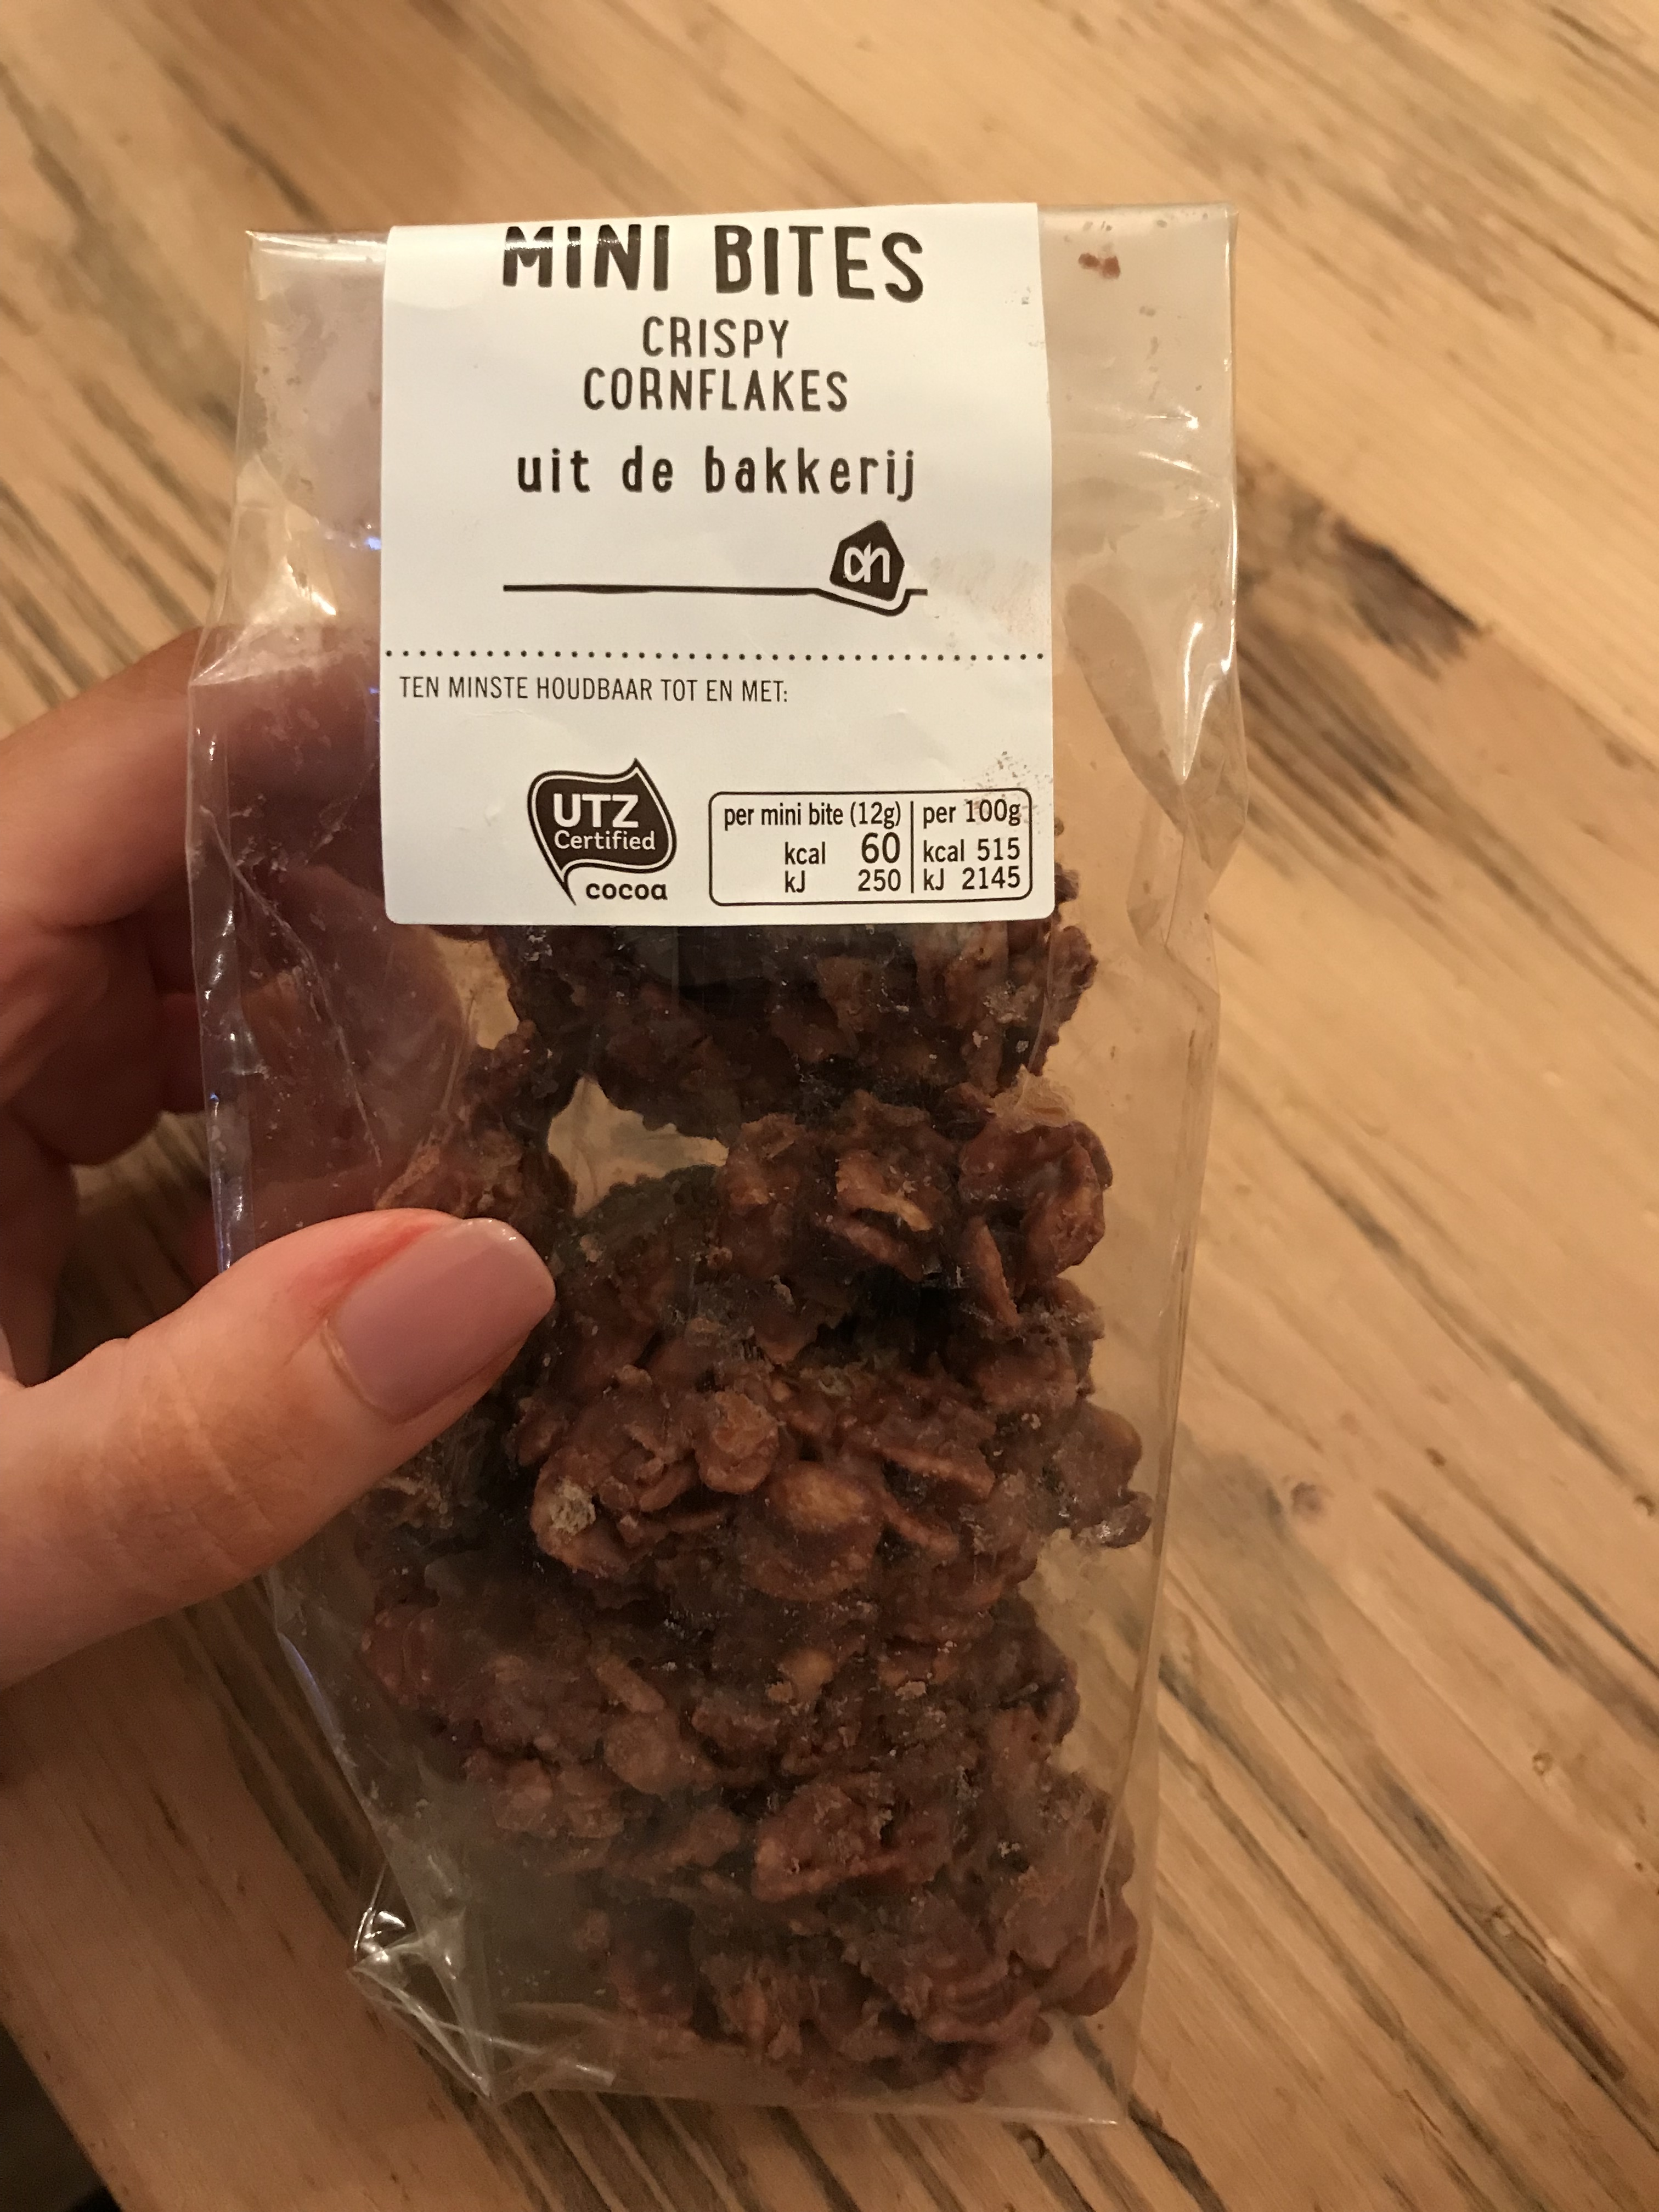 MINI BITES
CRISPY
CORNFLAKES
uit de bakkerij
ah
TEN MINSTE HOUDBAAR TOT EN MET:
UTZ
Certified
cocoa
per mini bite (12g) | per 100g
kcal 60 | kcal 515
kJ 250 | kJ 2145